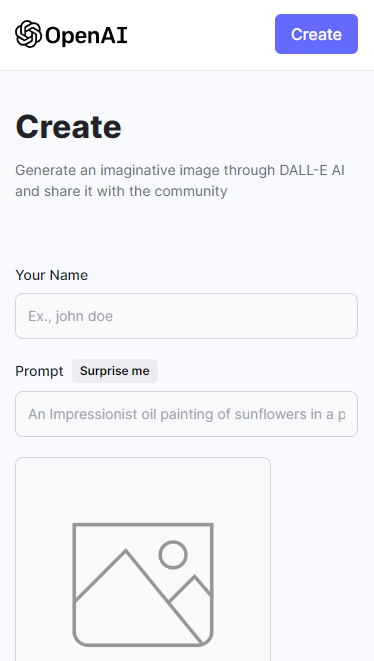 OpenAI
Create
Create
Generate an imaginative image through DALL-E AI
and share it with the community
Your Name
Ex., john doe
Prompt
Surprise me
An Impressionist oil painting of sunflowers in a p